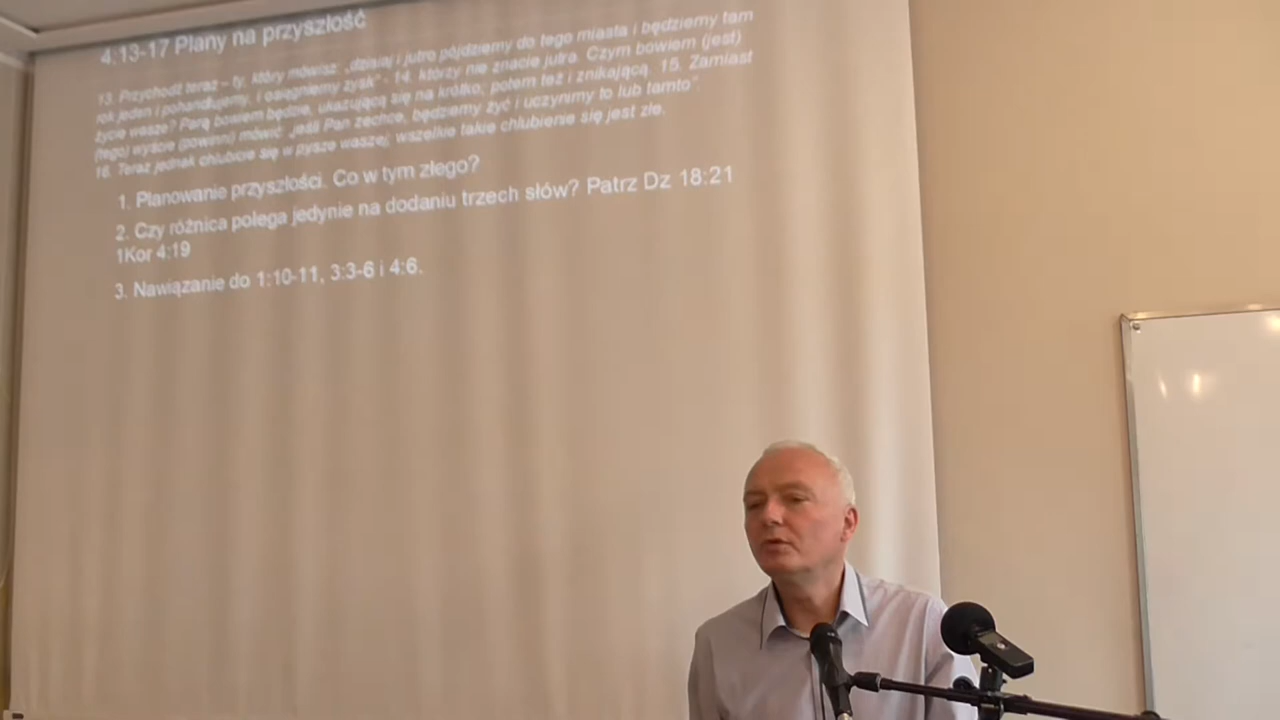 4:13-17 Plany na przyszłość
13. Przychodź teraz – ty, który mówisz: „dzisiaj i jutro pójdziemy do tego miasta i będziemy tam
rok jeden i pohandlujemy, i osiągniemy zysk" - 14. którzy nie znacie jutra. Czym bowiem (jest)
życie wasze? Parą bowiem będzie, ukazującą się na krótko, potem też i znikającą. 15. Zamiast
(tego) wyście (powinni) mówić: „jeśli Pan zechce, będziemy żyć i uczynimy to lub tamto".
16. Teraz jednak chlubicie się w pysze waszej; wszelkie takie chlubienie się jest złe.
1. Planowanie przyszłości. Co w tym złego?
2. Czy różnica polega jedynie na dodaniu trzech słów? Patrz Dz 18:21
1Kor 4:19
3. Nawiązanie do 1:10-11, 3:3-6 i 4:6.